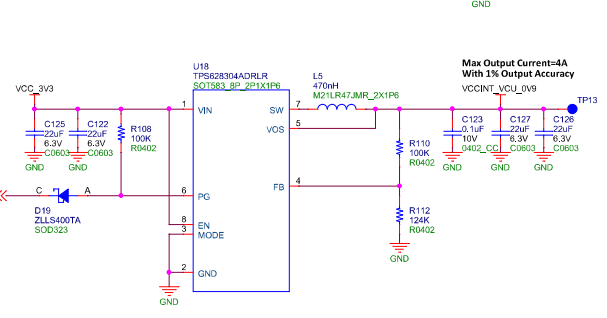 GND
U18
TPS628304ADRLR
SOT583_8P_2P1X1P6
L5
470nH
M21LR47JMR_2X1P6
Max Output Current=4A
With 1% Output Accuracy
VCC_3V3
VCCINT_VCU_0V9
TP13
1
VIN
SW
7
VOS
5
C125
22uF
6.3V
C0603
C122
22uF
6.3V
C0603
R108
100K
R0402
R110
100K
R0402
C123
0.1uF
10V
0402_CC
C127
22uF
6.3V
C0603
C126
22uF
6.3V
C0603
GND
GND
GND
GND
GND
C
A
6
PG
FB
4
D19
ZLLS400TA
SOD323
R112
124K
R0402
8
EN
3
MODE
2
GND
GND
GND